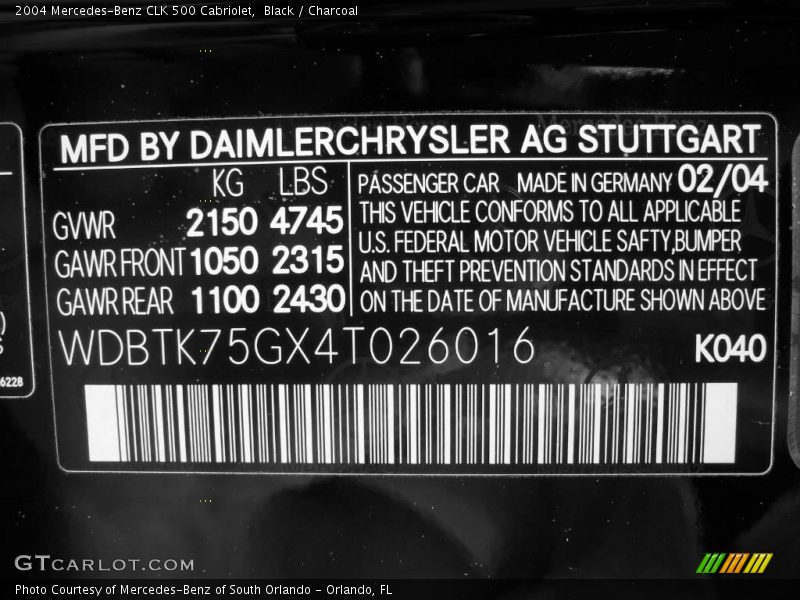 2004 Mercedes-Benz CLK 500 Cabriolet,  Black / Charcoal
MFD BY DAIMLERCHRYSLER AG STUTTGART
KG LBS
GVWR 2150 4745
GAWR FRONT 1050 2315
GAWR REAR 1100 2430
PASSENGER CAR MADE IN GERMANY 02/04
THIS VEHICLE CONFORMS TO ALL APPLICABLE
U.S. FEDERAL MOTOR VEHICLE SAFTY,BUMPER
AND THEFT PREVENTION STANDARDS IN EFFECT
ON THE DATE OF MANUFACTURE SHOWN ABOVE
WDBTK75GX4T026016 K040
6228
GTCARLOT.COM
Photo Courtesy of Mercedes-Benz of South Orlando - Orlando, FL